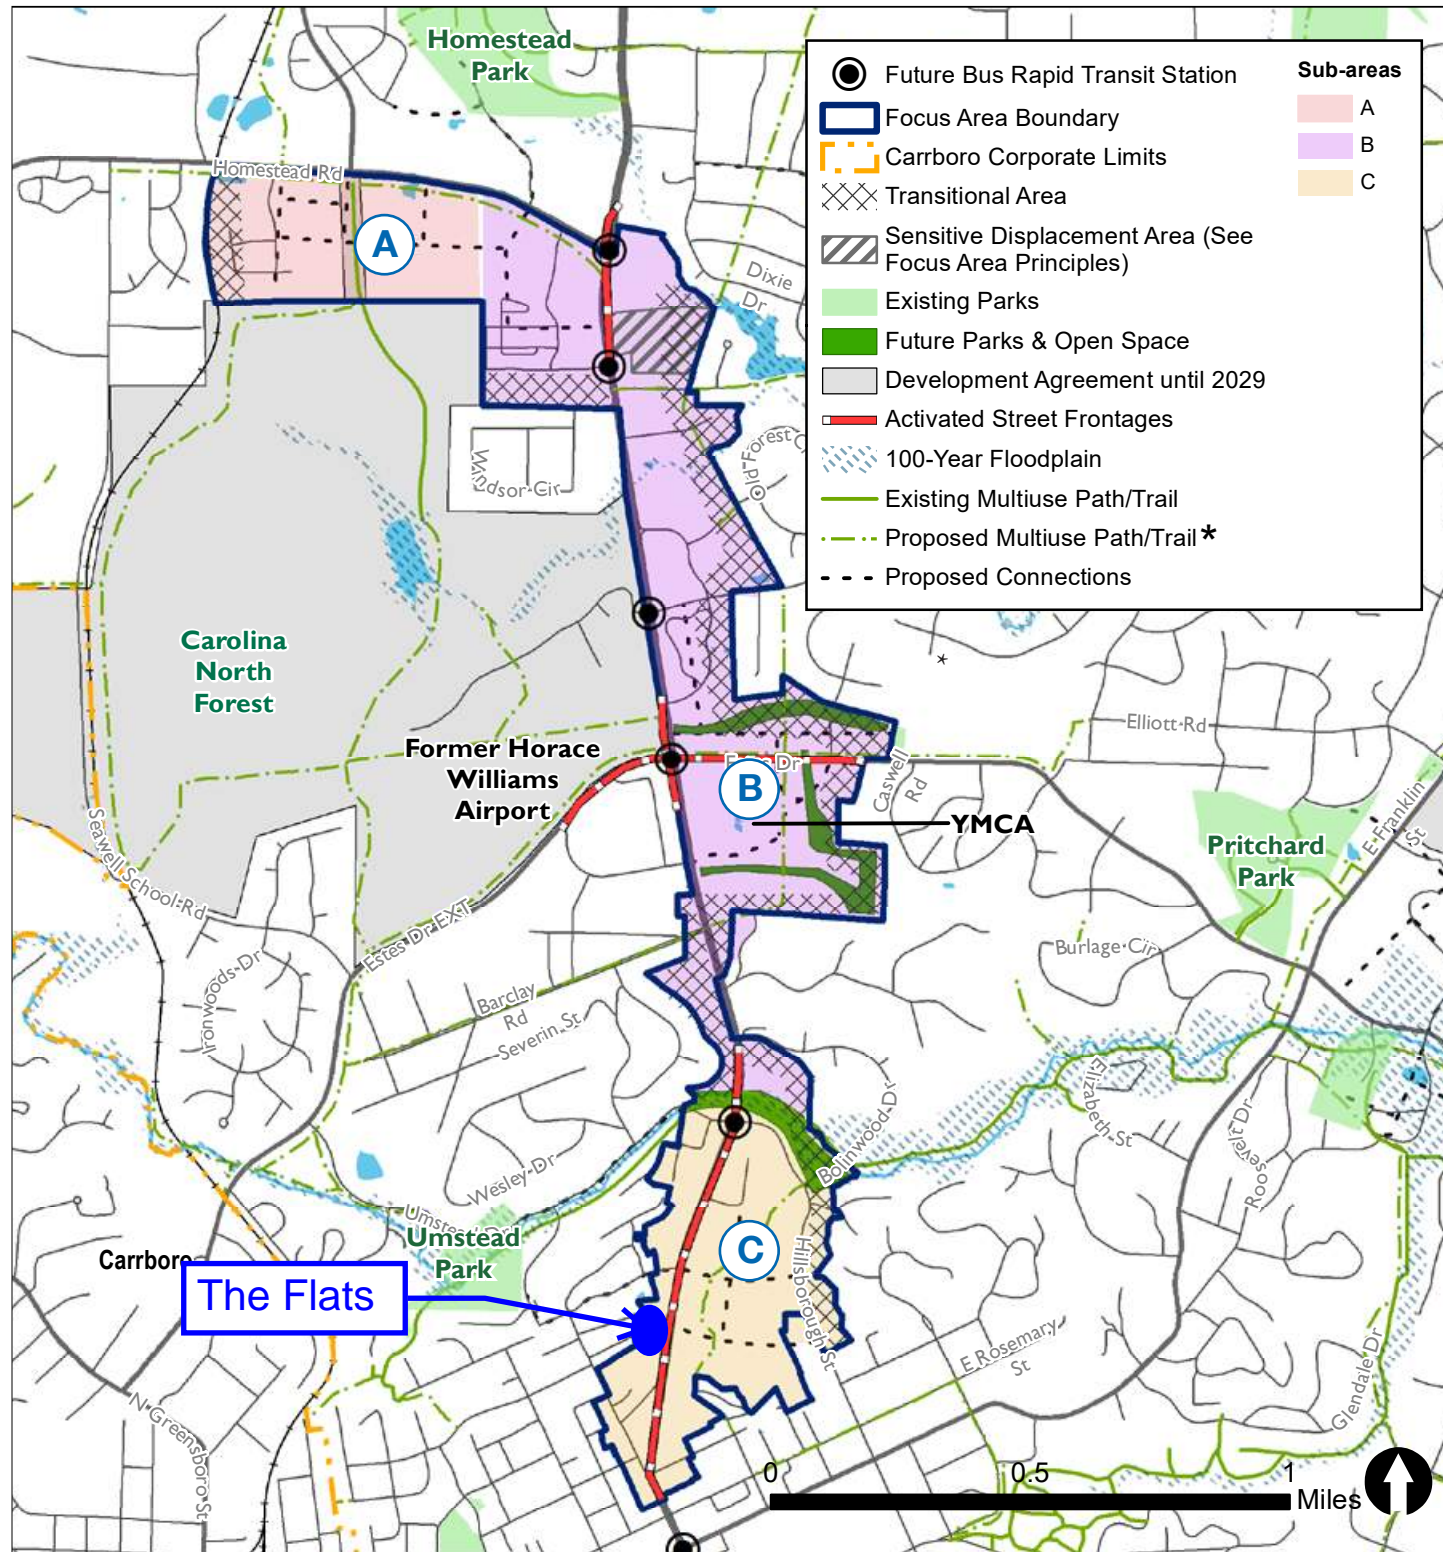 Homestead
Park
Future Bus Rapid Transit Station
Focus Area Boundary
Carrboro Corporate Limits
Transitional Area
Sensitive Displacement Area (See
Focus Area Principles)
Existing Parks
Future Parks & Open Space
Development Agreement until 2029
Activated Street Frontages
100-Year Floodplain
Existing Multiuse Path/Trail
Proposed Multiuse Path/Trail *
Proposed Connections
Sub-areas
A
B
C
Homestead Rd
A
Dixie
Dr
Windsor Cir
Old Forest
Carolina
North
Forest
*
Elliott Rd
Former Horace
Williams
Airport
Dr
B
Caswell
Rd
YMCA
Pritchard
Park
E Franklin
St
Seawell School Rd
Estes Dr EXT
Ironwoods Dr
Barclay
Rd
Severin St
Burlage Cir
Elizabeth St
Roosevelt Dr
Bolinwood Dr
Wesley Dr
Umstead Dr
Umstead
Park
Carrboro
The Flats
C
Hillsborough St
E Rosemary
St
Glendale Dr
N Greensboro St
0
0.5
1
Miles